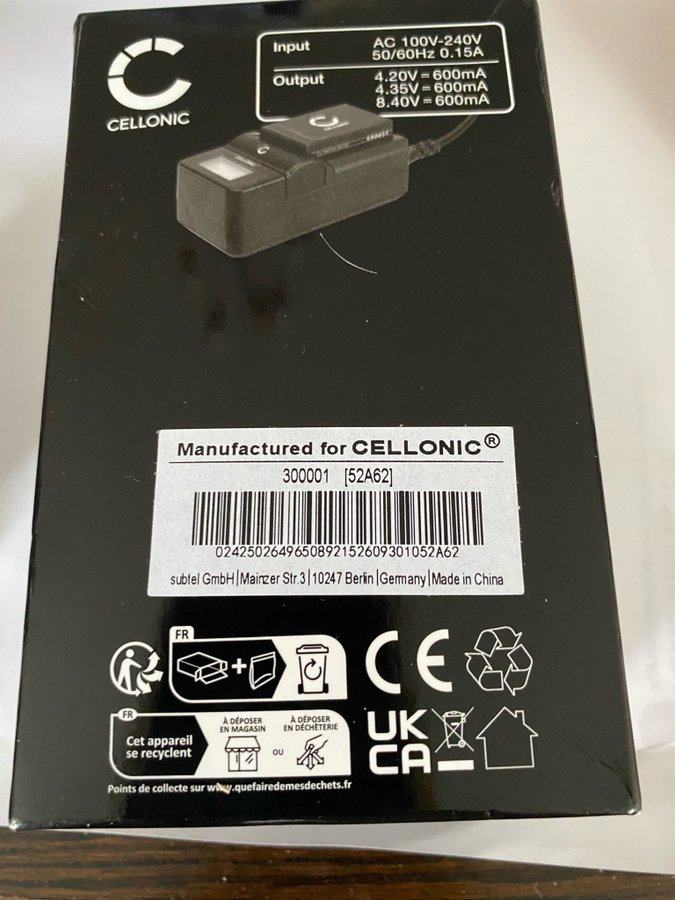 CELLONIC
Input AC 100V-240V
50/60Hz 0.15A
Output 4.20V⎓600mA
4.35V⎓600mA
8.40V⎓600mA
CELLONIC
Manufactured for CELLONIC®
300001 [52A62]
02425026496508921526093010 52A62
subtel GmbH|Mainzer Str.3|10247 Berlin|Germany|Made in China
FR
+
CE
FR
Cet appareil
se recyclent
À DÉPOSER
EN MAGASIN
OU
À DÉPOSER
EN DÉCHÈTERIE
Points de collecte sur www.quefairedemesdechets.fr
UK
CA